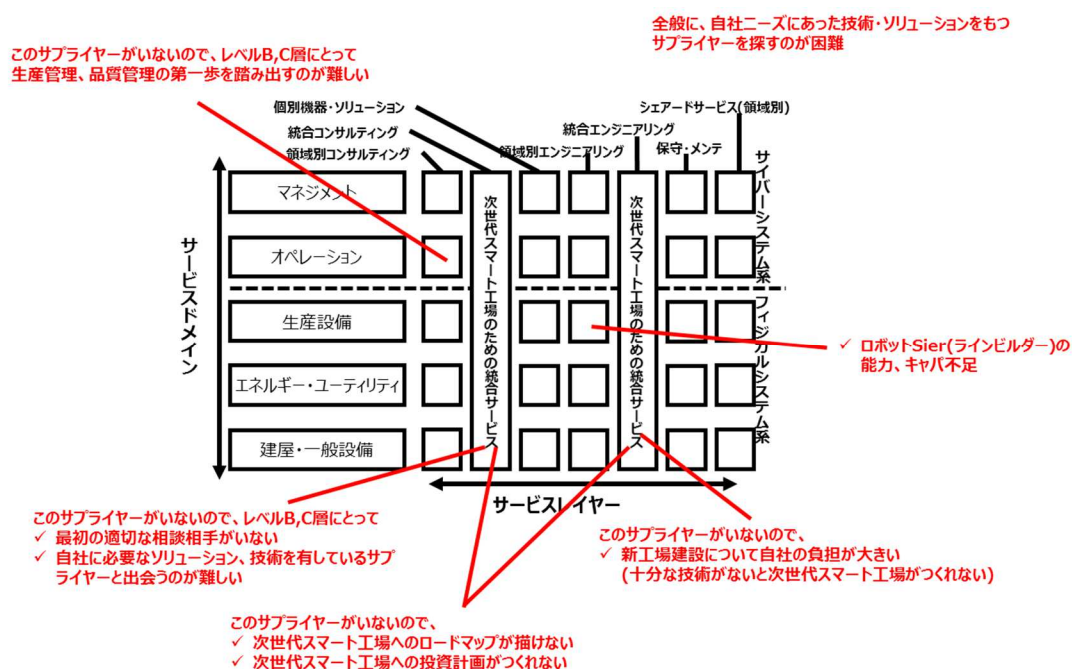 全般に、自社ニーズにあった技術・ソリューションをもつ
サプライヤーを探すのが困難
このサプライヤーがいないので、レベルB,C層にとって
生産管理、品質管理の第一歩を踏み出すのが難しい
個別機器・ソリューション
統合コンサルティング
領域別コンサルティング
シェアードサービス(領域別)
統合エンジニアリング
領域別エンジニアリング
保守・メンテ
サービスドメイン
マネジメント
オペレーション
生産設備
エネルギー・ユーティリティ
建屋・一般設備
次世代スマート工場のための統合サービス
次世代スマート工場のための統合サービス
サイバーシステム系
フィジカルシステム系
サービスレイヤー
✓ ロボットSier(ラインビルダー)の
能力、キャパ不足
このサプライヤーがいないので、レベルB,C層にとって
✓ 最初の適切な相談相手がいない
✓ 自社に必要なソリューション、技術を有しているサプ
ライヤーと出会うのが難しい
このサプライヤーがいないので、
✓ 新工場建設について自社の負担が大きい
(十分な技術がないと次世代スマート工場がつくれない)
このサプライヤーがいないので、
✓ 次世代スマート工場へのロードマップが描けない
✓ 次世代スマート工場への投資計画がつくれない